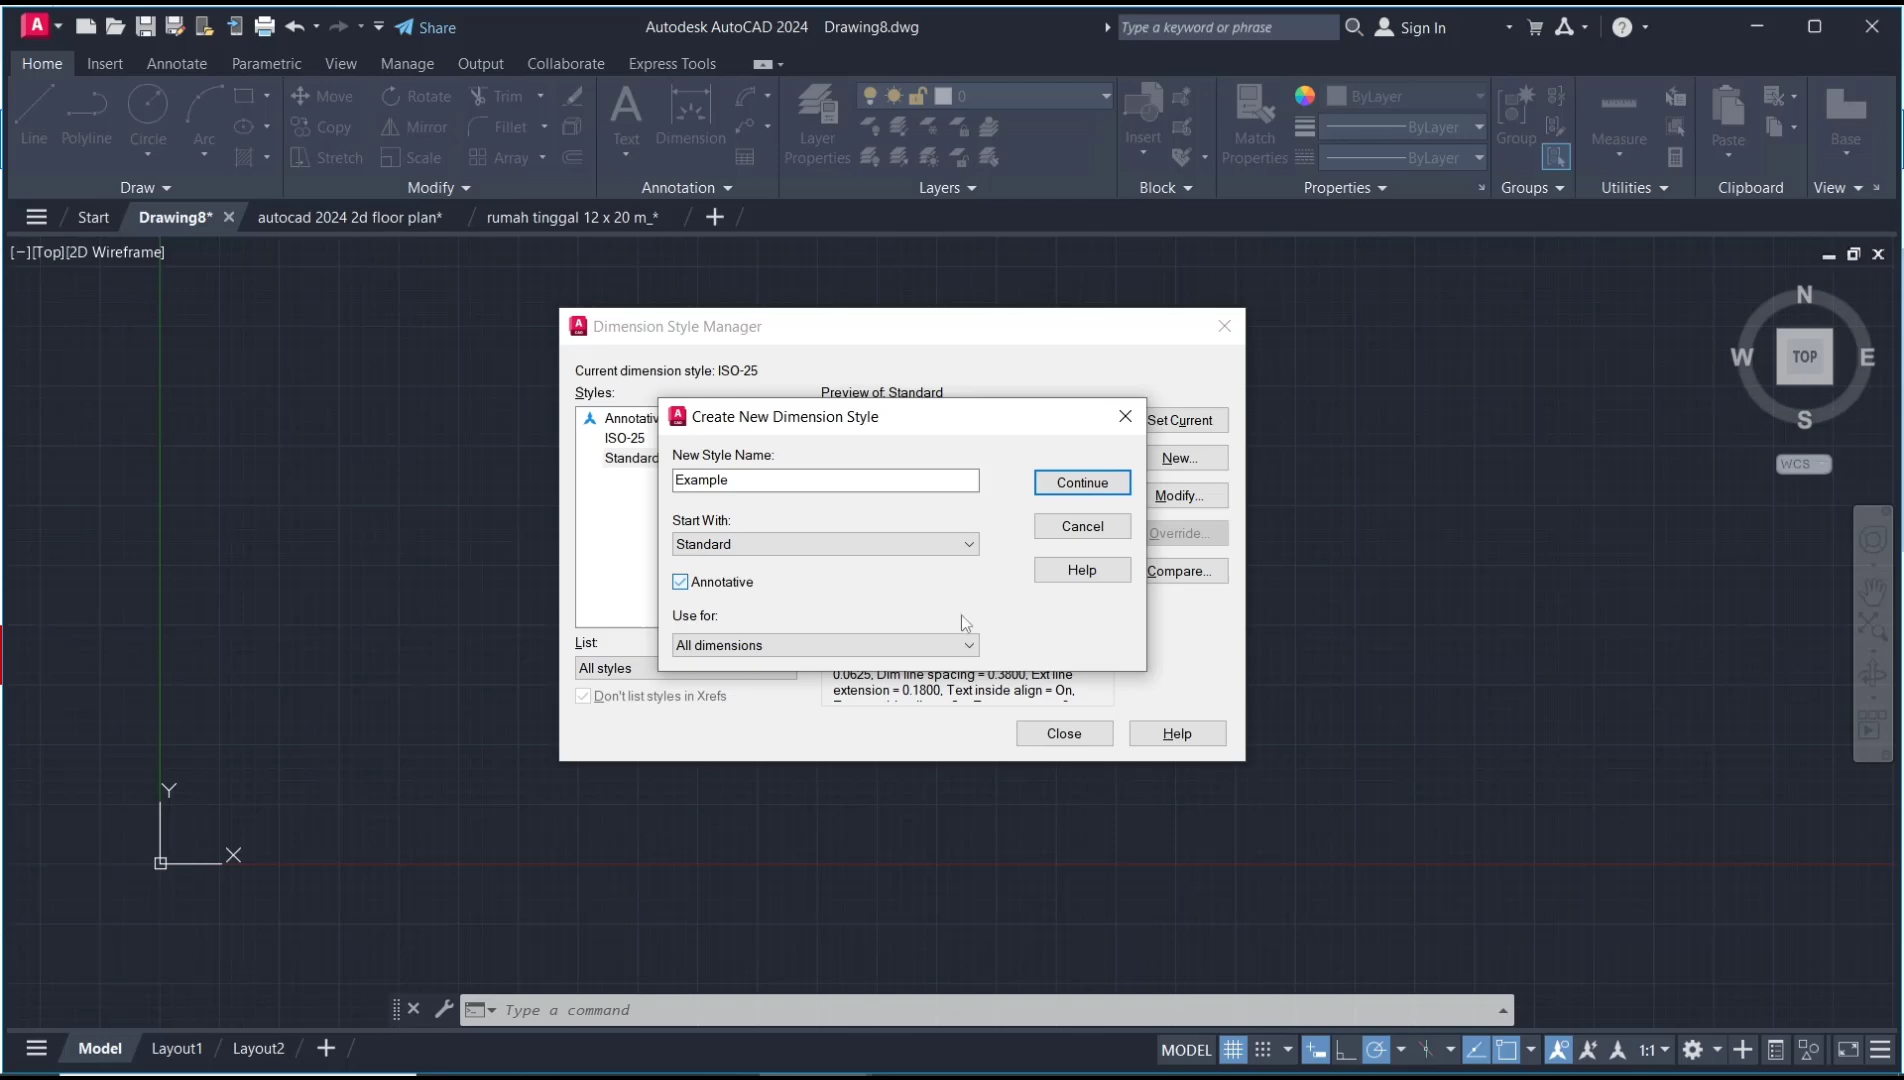 A Share Autodesk AutoCAD 2024 Drawing8.dwg Type a keyword or phrase Sign In
Home Insert Annotate Parametric View Manage Output Collaborate Express Tools
Move Rotate Trim 0 ByLayer
Line Polyline Circle Arc Copy Mirror Fillet Text Dimension Layer Properties Insert Match Properties ByLayer Group Measure Paste Base
Stretch Scale Array ByLayer
Draw Modify Annotation Layers Block Properties Groups Utilities Clipboard View
Start Drawing8* autocad 2024 2d floor plan* rumah tinggal 12 x 20 m_*
[−][Top][2D Wireframe]
N
W TOP E
S
WCS
Dimension Style Manager
Current dimension style: ISO-25
Styles: Preview of: Standard
Annotativ
ISO-25
Standard
Set Current
New...
Modify...
Override...
Compare...
Create New Dimension Style
New Style Name:
Example
Continue
Start With:
Standard
Cancel
Annotative
Help
Use for:
All dimensions
List:
All styles
Don't list styles in Xrefs
0.0625, Dim line spacing = 0.3800, Ext line
extension = 0.1800, Text inside align = On,
Close Help
Y
X
Type a command
Model Layout1 Layout2 MODEL 1:1